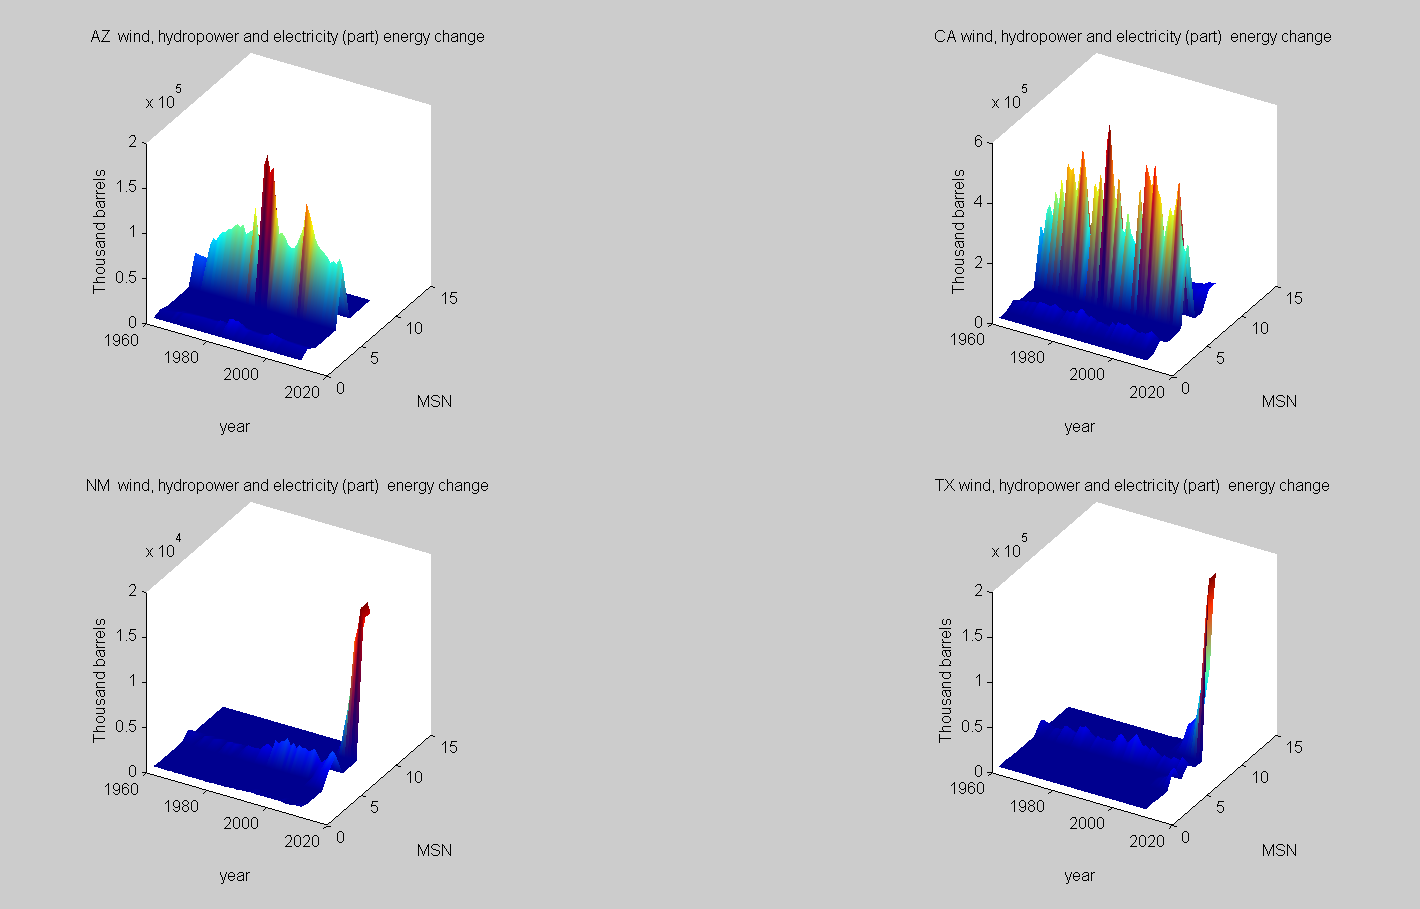 AZ  wind, hydropower and electricity (part) energy change
x 10^5
2
1.5
1
0.5
0
Thousand barrels
1960
1980
2000
2020
year
0
5
10
15
MSN
CA wind, hydropower and electricity (part)  energy change
x 10^5
6
4
2
0
Thousand barrels
1960
1980
2000
2020
year
0
5
10
15
MSN
NM  wind, hydropower and electricity (part)  energy change
x 10^4
2
1.5
1
0.5
0
Thousand barrels
1960
1980
2000
2020
year
0
5
10
15
MSN
TX wind, hydropower and electricity (part)  energy change
x 10^5
2
1.5
1
0.5
0
Thousand barrels
1960
1980
2000
2020
year
0
5
10
15
MSN